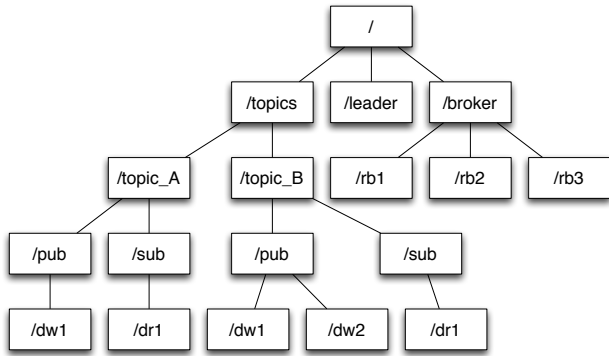 /
/topics /leader /broker
/topic_A /topic_B /rb1 /rb2 /rb3
/pub /sub /pub /sub
/dw1 /dr1 /dw1 /dw2 /dr1